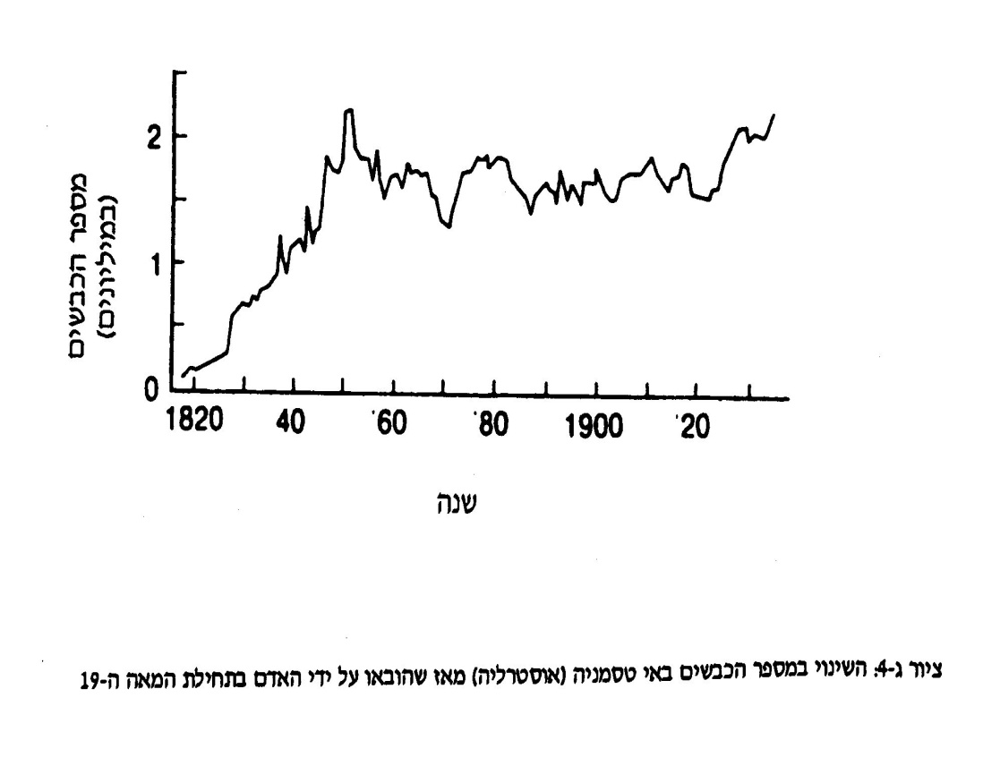 2
1
0
מספר הכבשים
(במיליונים)
1820 40 '60 '80 1900 '20
שנה
ציור ג-4: השינוי במספר הכבשים באי טסמניה (אוסטרליה) מאז שהובאו על ידי האדם בתחילת המאה ה-19